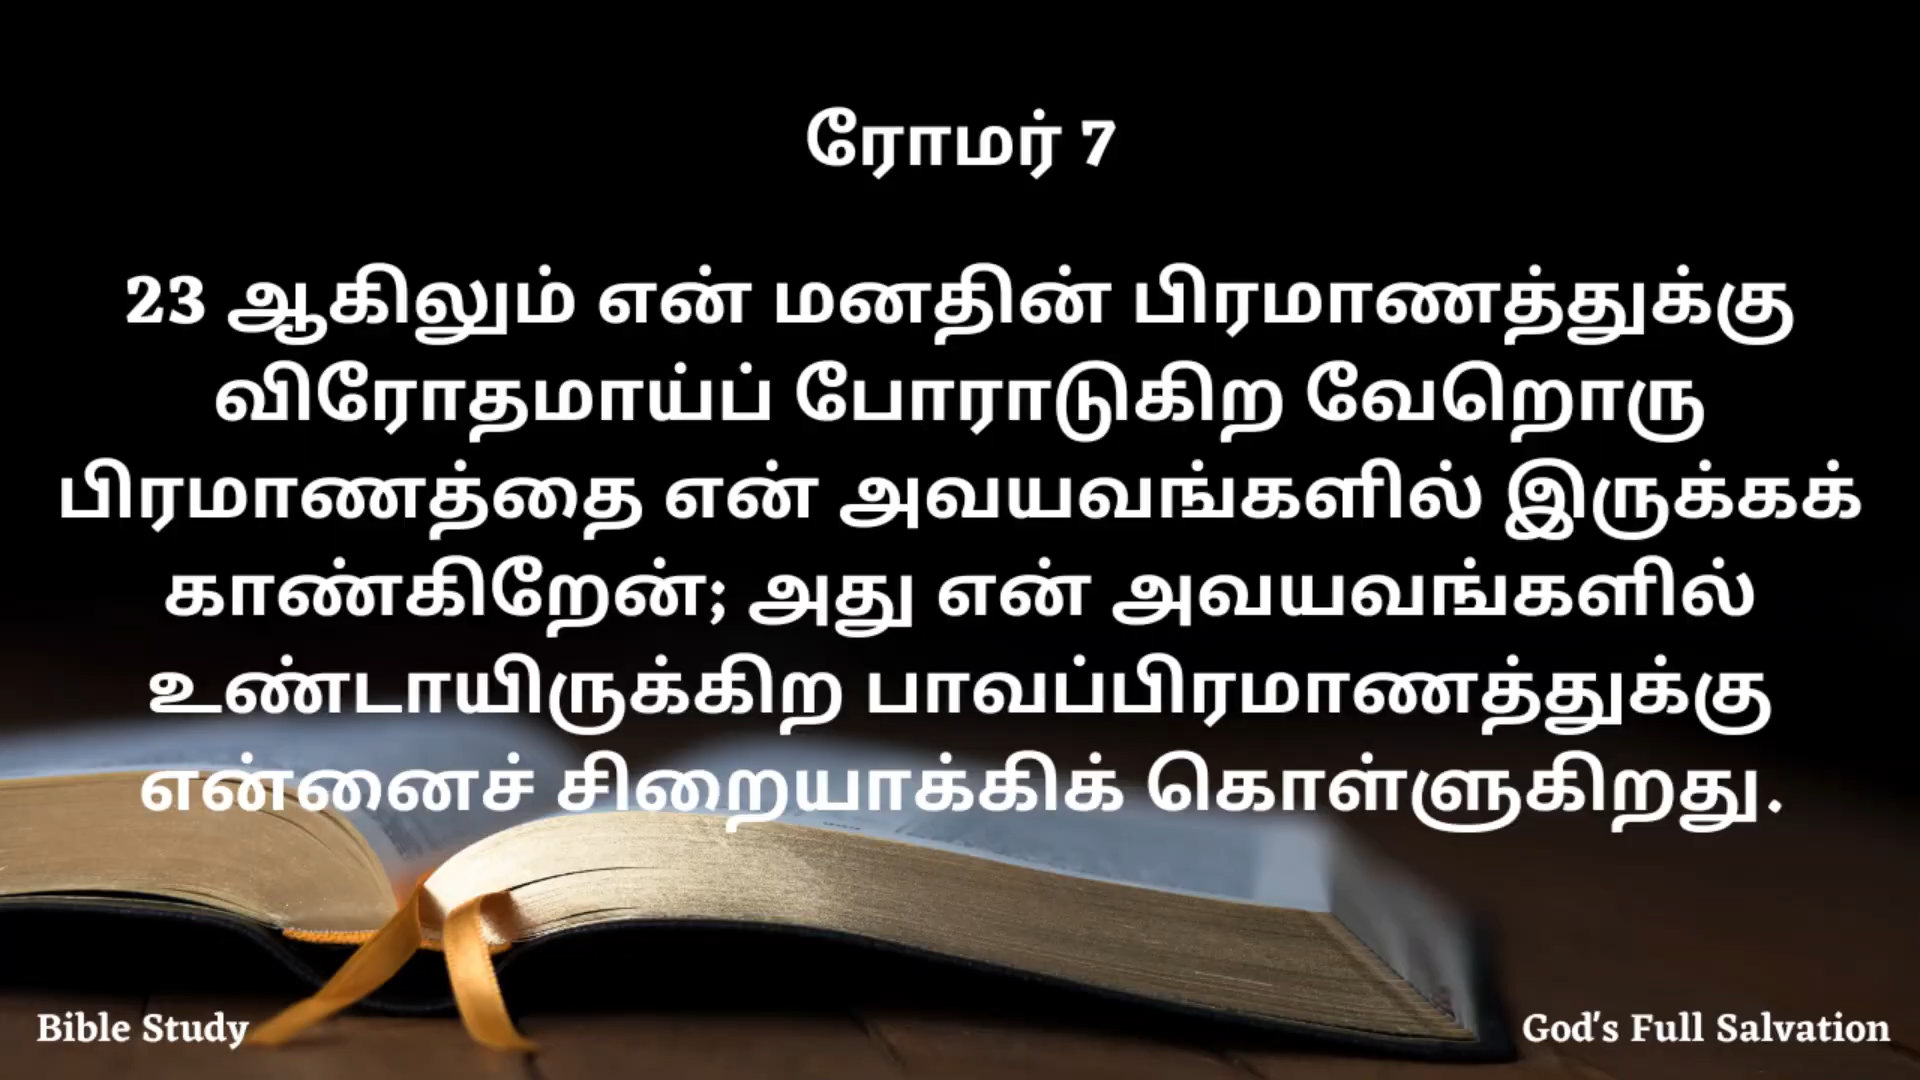 ரோமர் 7
23 ஆகிலும் என் மனதின் பிரமாணத்துக்கு
விரோதமாய்ப் போராடுகிற வேறொரு
பிரமாணத்தை என் அவயவங்களில் இருக்கக்
காண்கிறேன்; அது என் அவயவங்களில்
உண்டாயிருக்கிற பாவப்பிரமாணத்துக்கு
என்னைச் சிறையாக்கிக் கொள்ளுகிறது.
Bible Study
God's Full Salvation